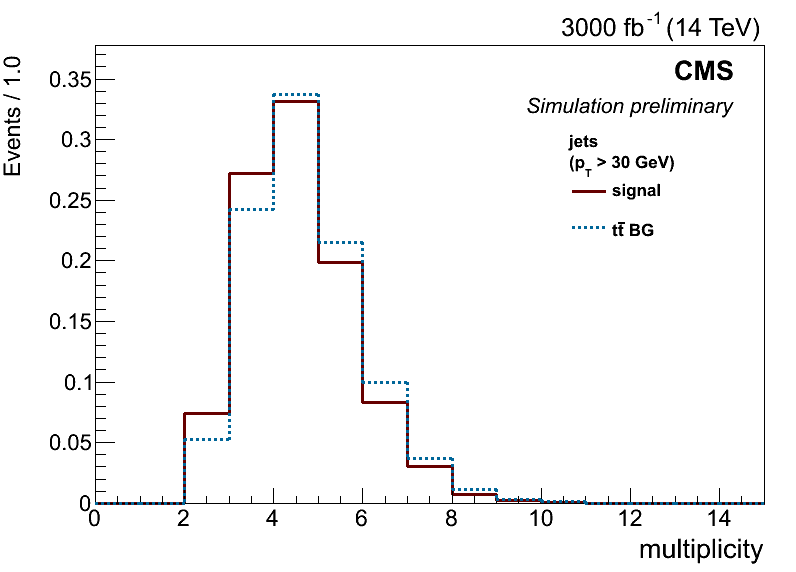 3000 fb⁻¹ (14 TeV)
Events / 1.0
CMS
Simulation preliminary
jets
(p_T > 30 GeV)
signal
tt̄ BG
0.35
0.3
0.25
0.2
0.15
0.1
0.05
0
0 2 4 6 8 10 12 14
multiplicity